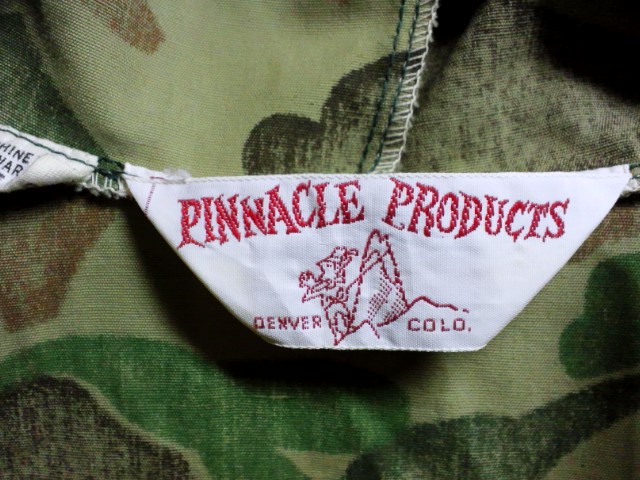 PINNACLE PRODUCTS
DENVER COLO.